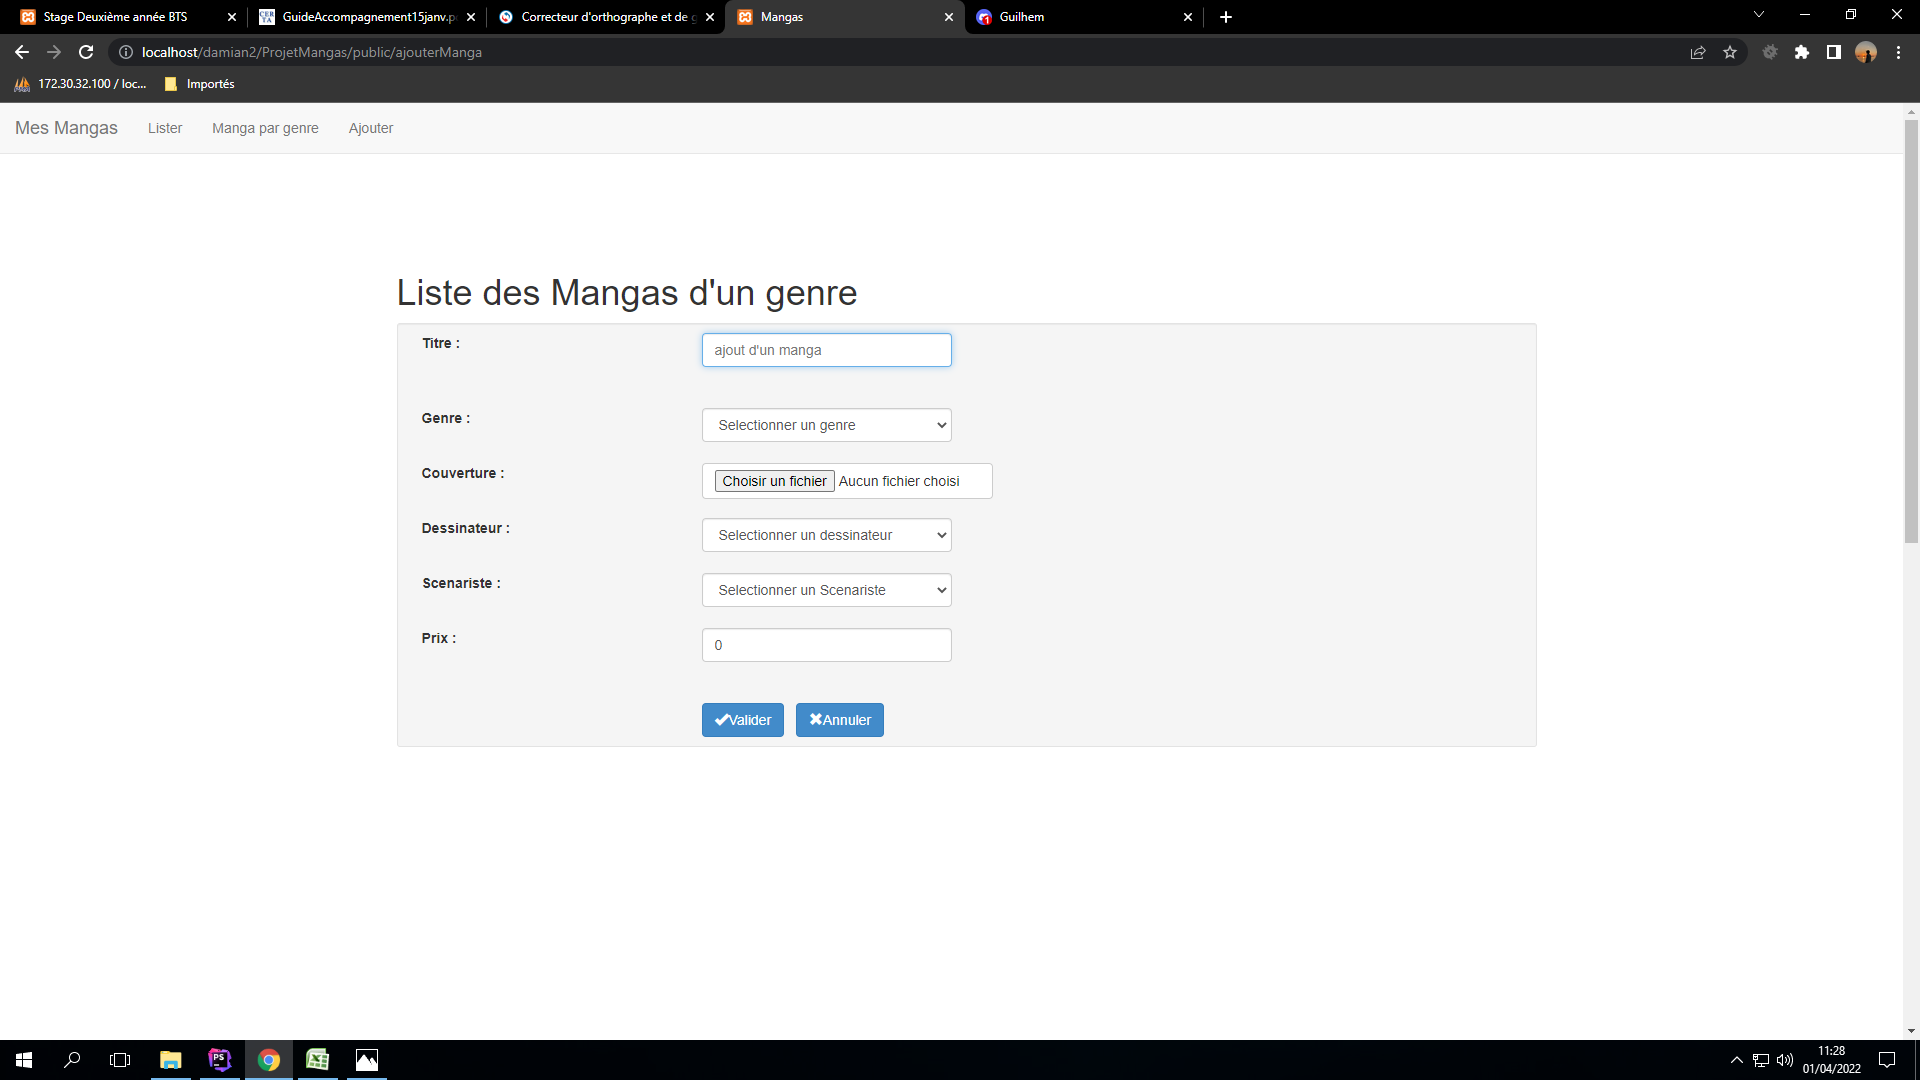 Stage Deuxième année BTS
GuideAccompagnement15janv.p
Correcteur d'orthographe et de g
Mangas
Guilhem
localhost/damian2/ProjetMangas/public/ajouterManga
172.30.32.100 / loc...
Importés
Mes Mangas
Lister
Manga par genre
Ajouter
Liste des Mangas d'un genre
Titre :
ajout d'un manga
Genre :
Selectionner un genre
Couverture :
Choisir un fichier Aucun fichier choisi
Dessinateur :
Selectionner un dessinateur
Scenariste :
Selectionner un Scenariste
Prix :
0
Valider
Annuler
11:28
01/04/2022